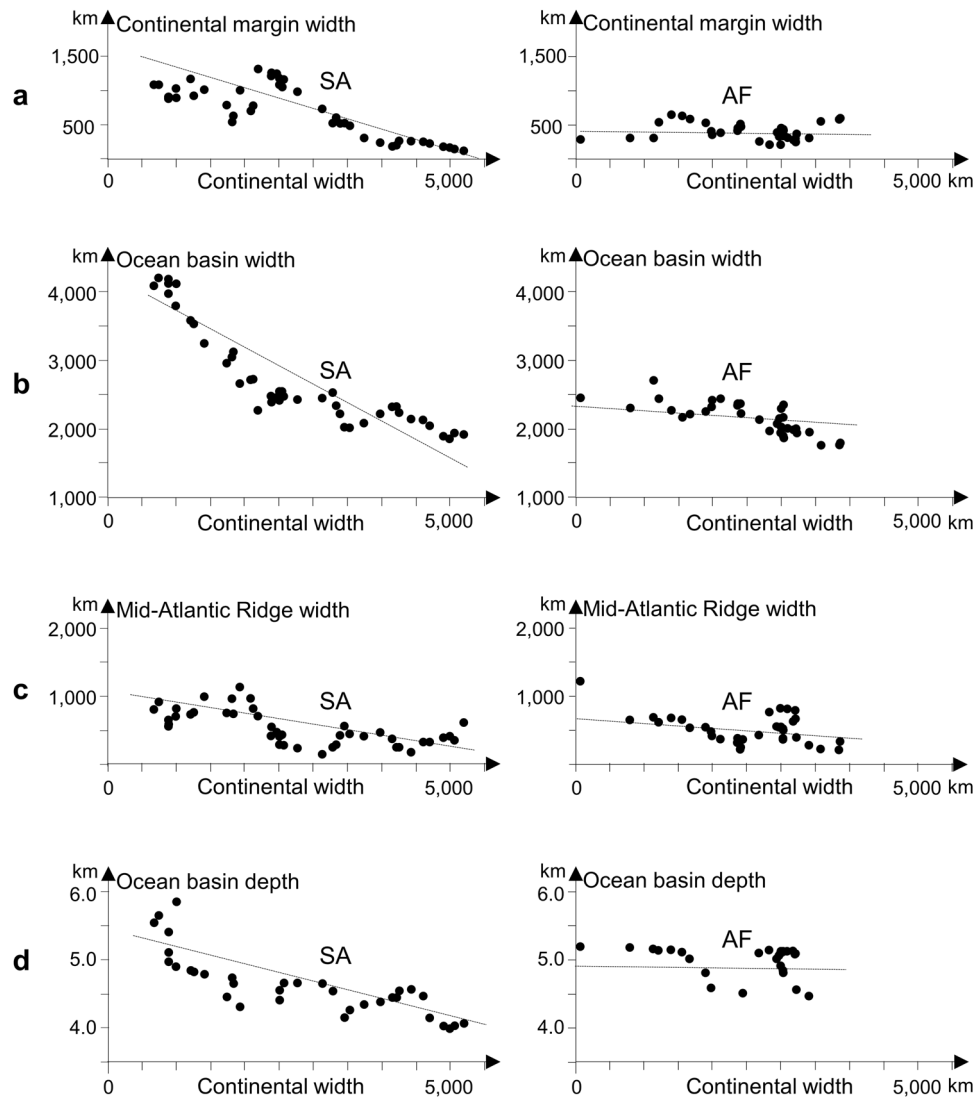 a
km
Continental margin width
1,500
500
SA
0
Continental width
5,000
km
Continental margin width
1,500
500
AF
0
Continental width
5,000 km
b
km
Ocean basin width
4,000
3,000
2,000
1,000
SA
0
Continental width
5,000
km
Ocean basin width
4,000
3,000
2,000
1,000
AF
0
Continental width
5,000 km
c
km
Mid-Atlantic Ridge width
2,000
1,000
SA
0
Continental width
5,000
km
Mid-Atlantic Ridge width
2,000
1,000
AF
0
Continental width
5,000 km
d
km
Ocean basin depth
6.0
5.0
4.0
SA
0
Continental width
5,000
km
Ocean basin depth
6.0
5.0
4.0
AF
0
Continental width
5,000 km